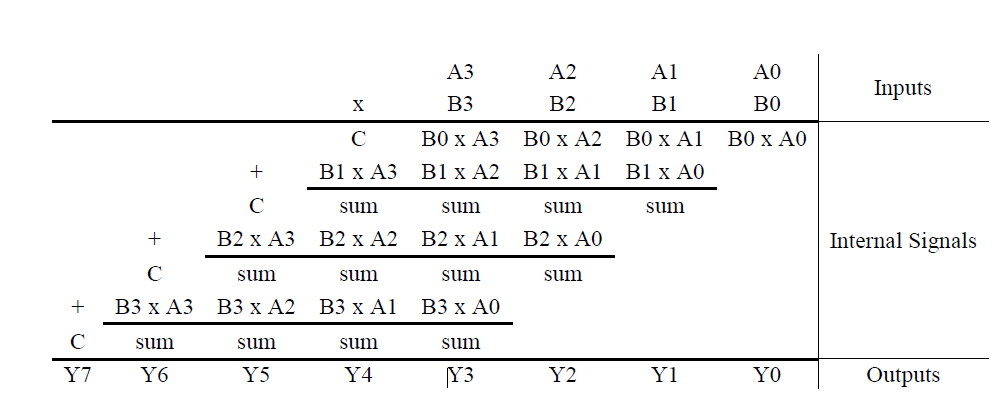 A3 A2 A1 A0
Inputs
x B3 B2 B1 B0
C B0 x A3 B0 x A2 B0 x A1 B0 x A0
+ B1 x A3 B1 x A2 B1 x A1 B1 x A0
C sum sum sum sum
+ B2 x A3 B2 x A2 B2 x A1 B2 x A0
Internal Signals
C sum sum sum sum
+ B3 x A3 B3 x A2 B3 x A1 B3 x A0
C sum sum sum sum
Y7 Y6 Y5 Y4 Y3 Y2 Y1 Y0 Outputs